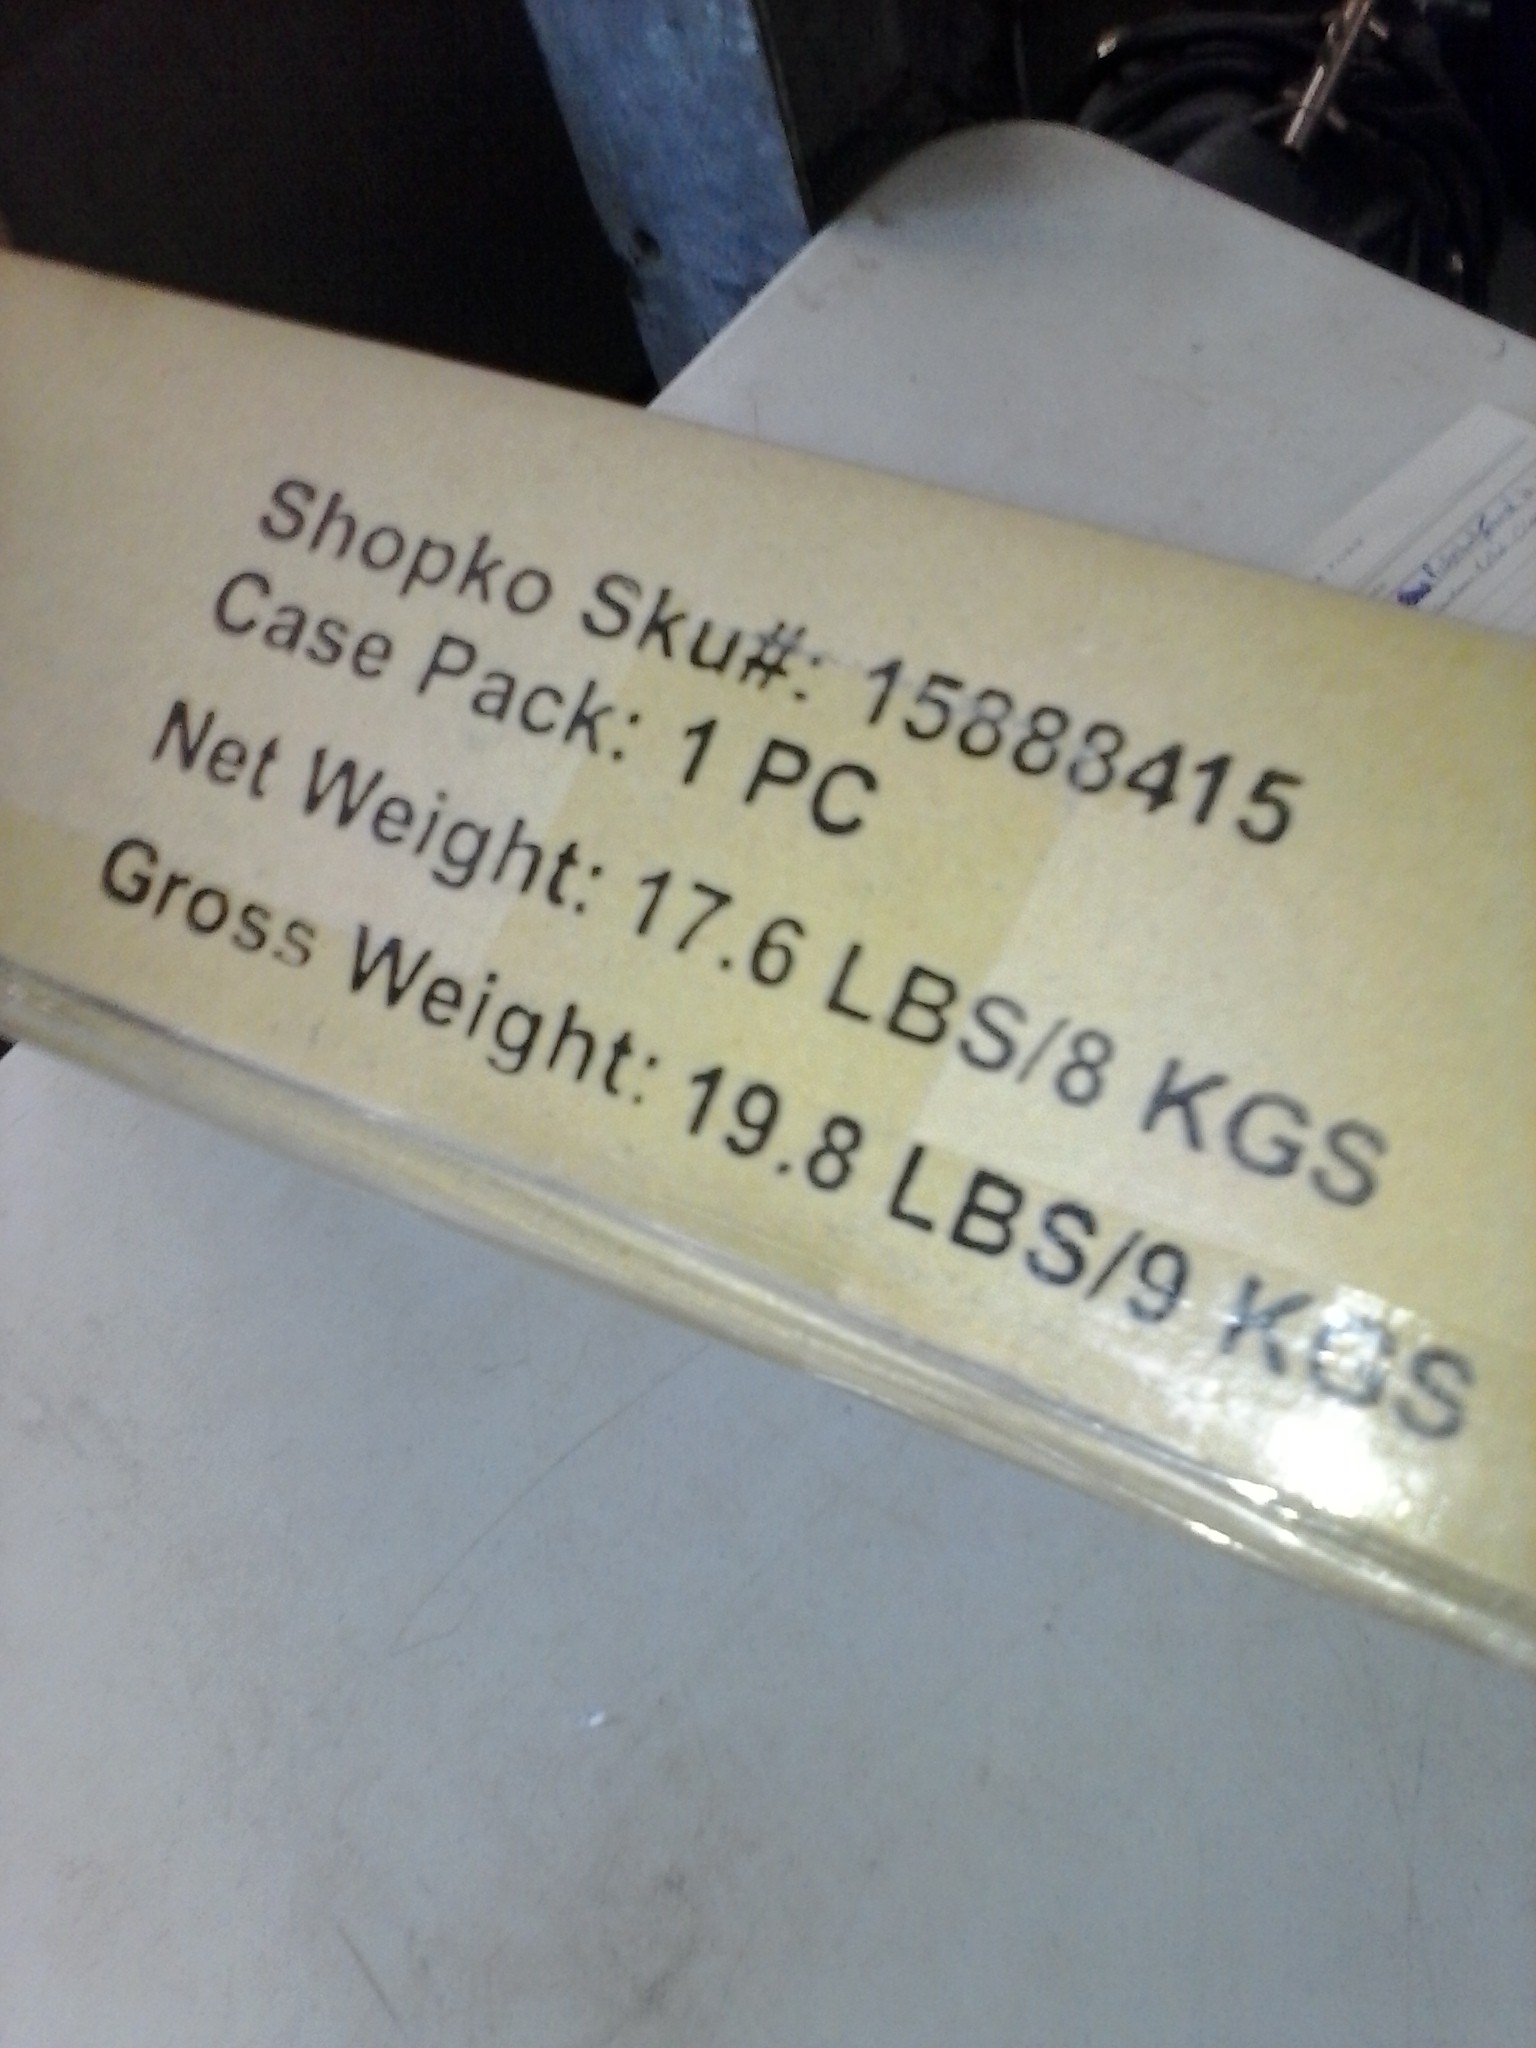 Shopko Sku#: 15888415
Case Pack: 1 PC
Net Weight: 17.6 LBS/8 KGS
Gross Weight: 19.8 LBS/9 KGS